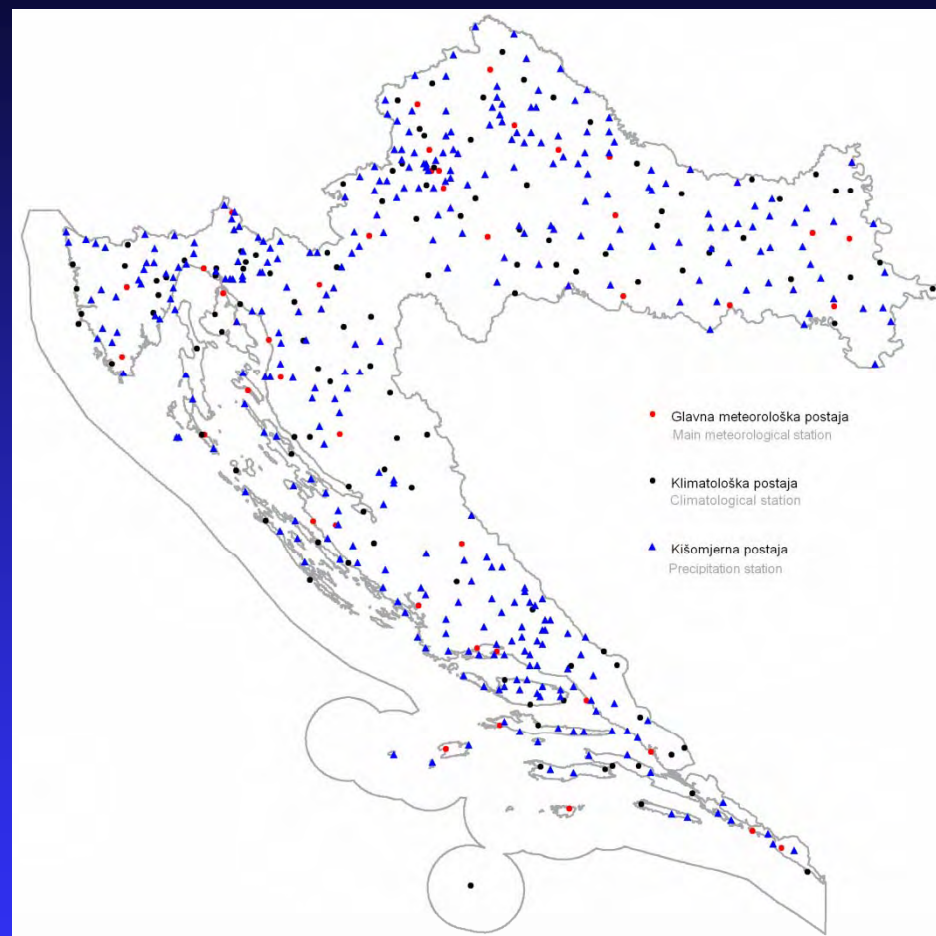 Glavna meteorološka postaja
Main meteorological station
Klimatološka postaja
Climatological station
Kišomjerna postaja
Precipitation station